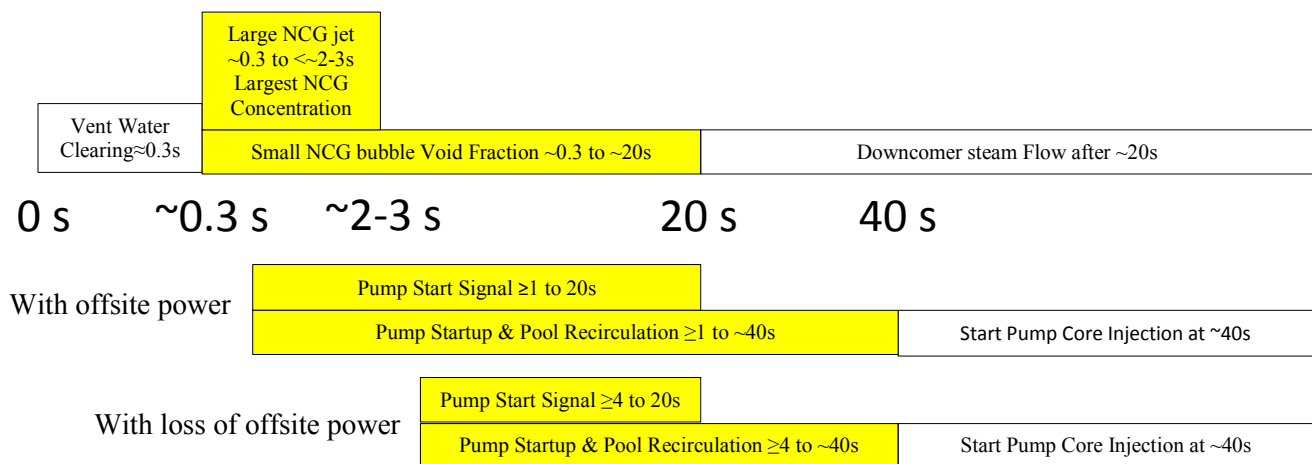 Large NCG jet
~0.3 to <~2-3s
Largest NCG
Concentration
Vent Water
Clearing≈0.3s
Small NCG bubble Void Fraction ~0.3 to ~20s
Downcomer steam Flow after ~20s
0 s
~0.3 s
~2-3 s
20 s
40 s
With offsite power
Pump Start Signal ≥1 to 20s
Pump Startup & Pool Recirculation ≥1 to ~40s
Start Pump Core Injection at ~40s
With loss of offsite power
Pump Start Signal ≥4 to 20s
Pump Startup & Pool Recirculation ≥4 to ~40s
Start Pump Core Injection at ~40s